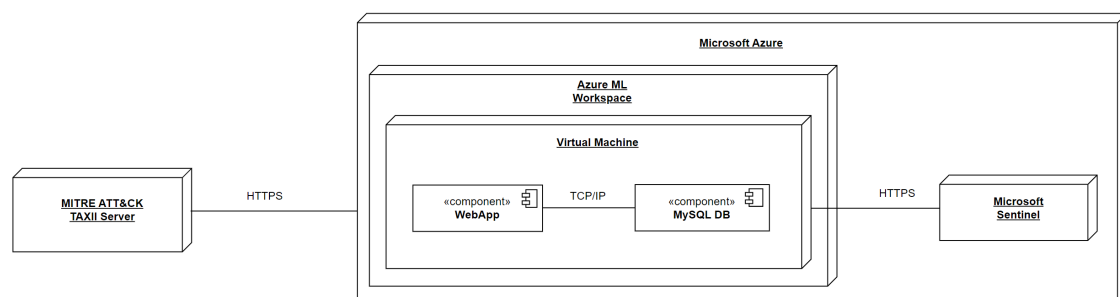 Microsoft Azure
Azure ML
Workspace
Virtual Machine
MITRE ATT&CK
TAXII Server
HTTPS
«component»
WebApp
TCP/IP
«component»
MySQL DB
HTTPS
Microsoft
Sentinel